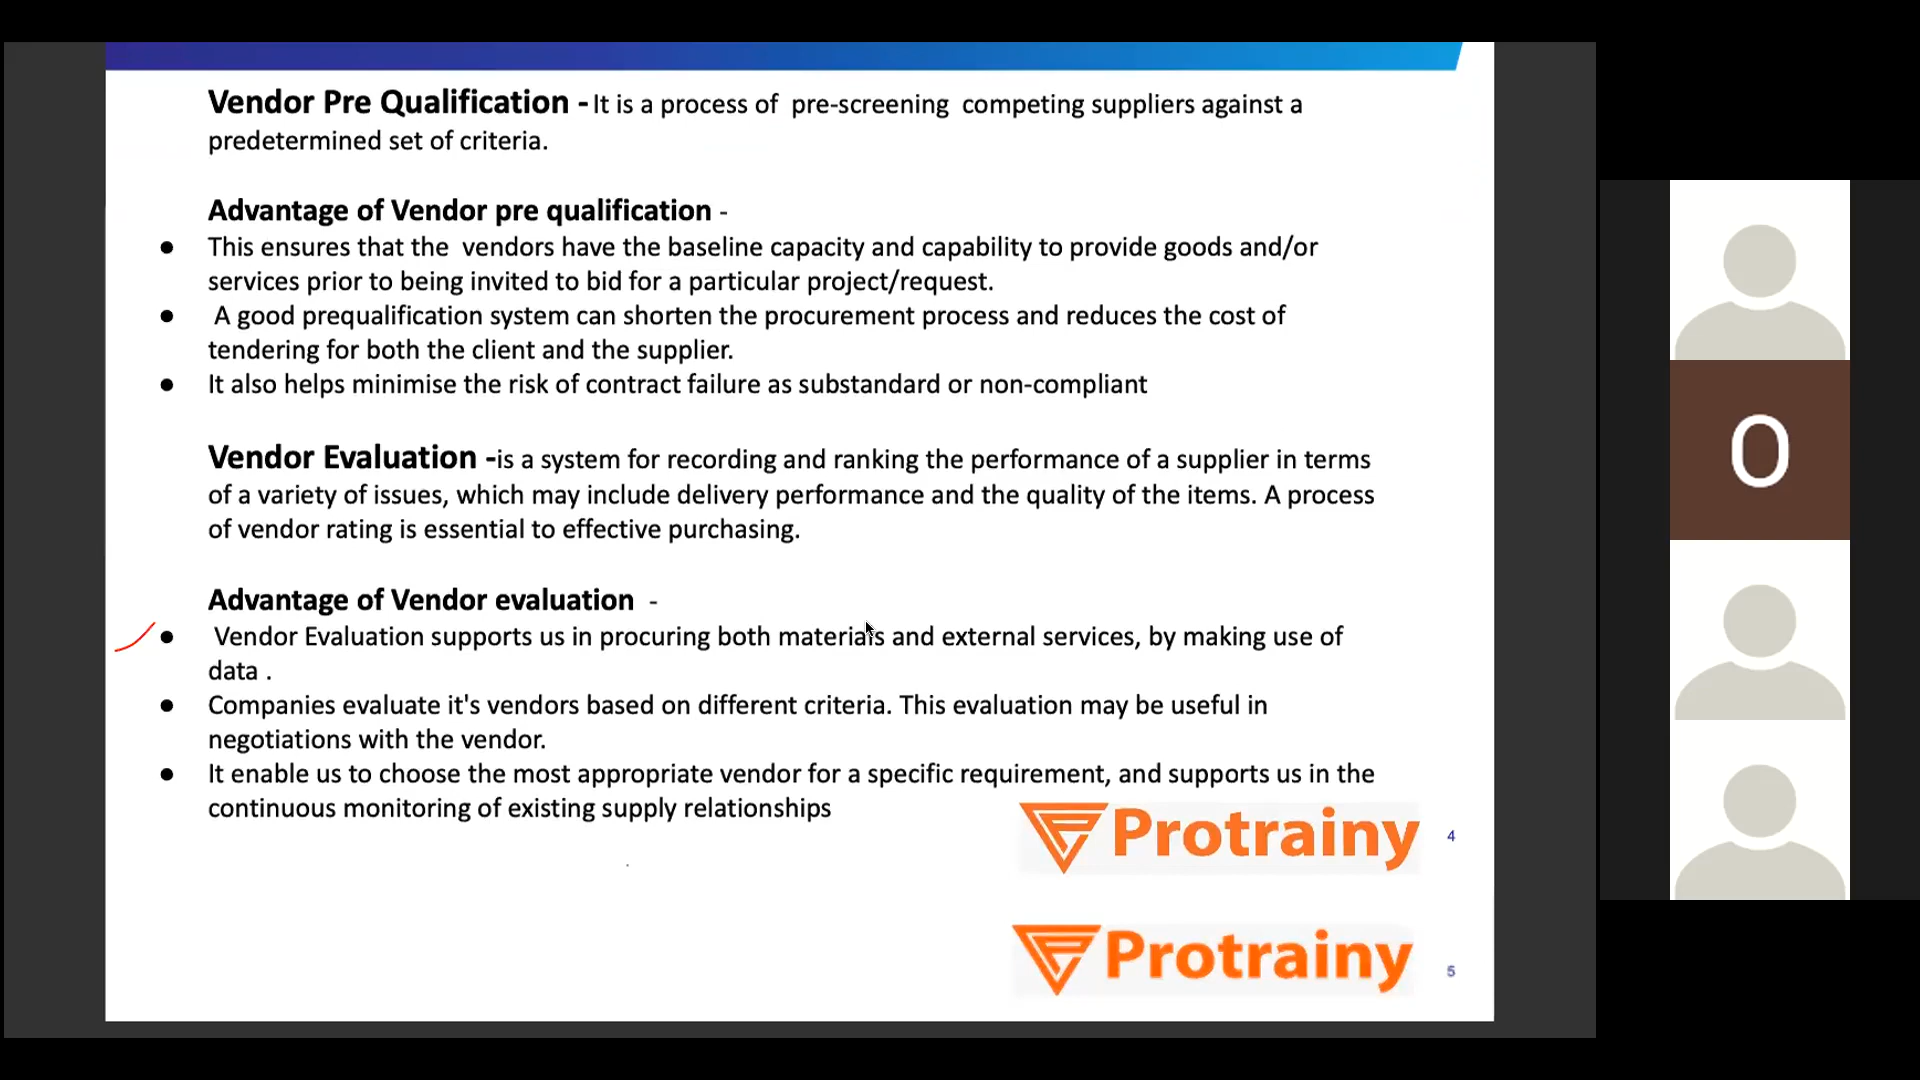 Vendor Pre Qualification - It is a process of pre-screening competing suppliers against a
predetermined set of criteria.
Advantage of Vendor pre qualification -
● This ensures that the vendors have the baseline capacity and capability to provide goods and/or
services prior to being invited to bid for a particular project/request.
● A good prequalification system can shorten the procurement process and reduces the cost of
tendering for both the client and the supplier.
● It also helps minimise the risk of contract failure as substandard or non-compliant
Vendor Evaluation -is a system for recording and ranking the performance of a supplier in terms
of a variety of issues, which may include delivery performance and the quality of the items. A process
of vendor rating is essential to effective purchasing.
Advantage of Vendor evaluation -
● Vendor Evaluation supports us in procuring both materials and external services, by making use of
data .
● Companies evaluate it's vendors based on different criteria. This evaluation may be useful in
negotiations with the vendor.
● It enable us to choose the most appropriate vendor for a specific requirement, and supports us in the
continuous monitoring of existing supply relationships
Protrainy 4
Protrainy 5
O